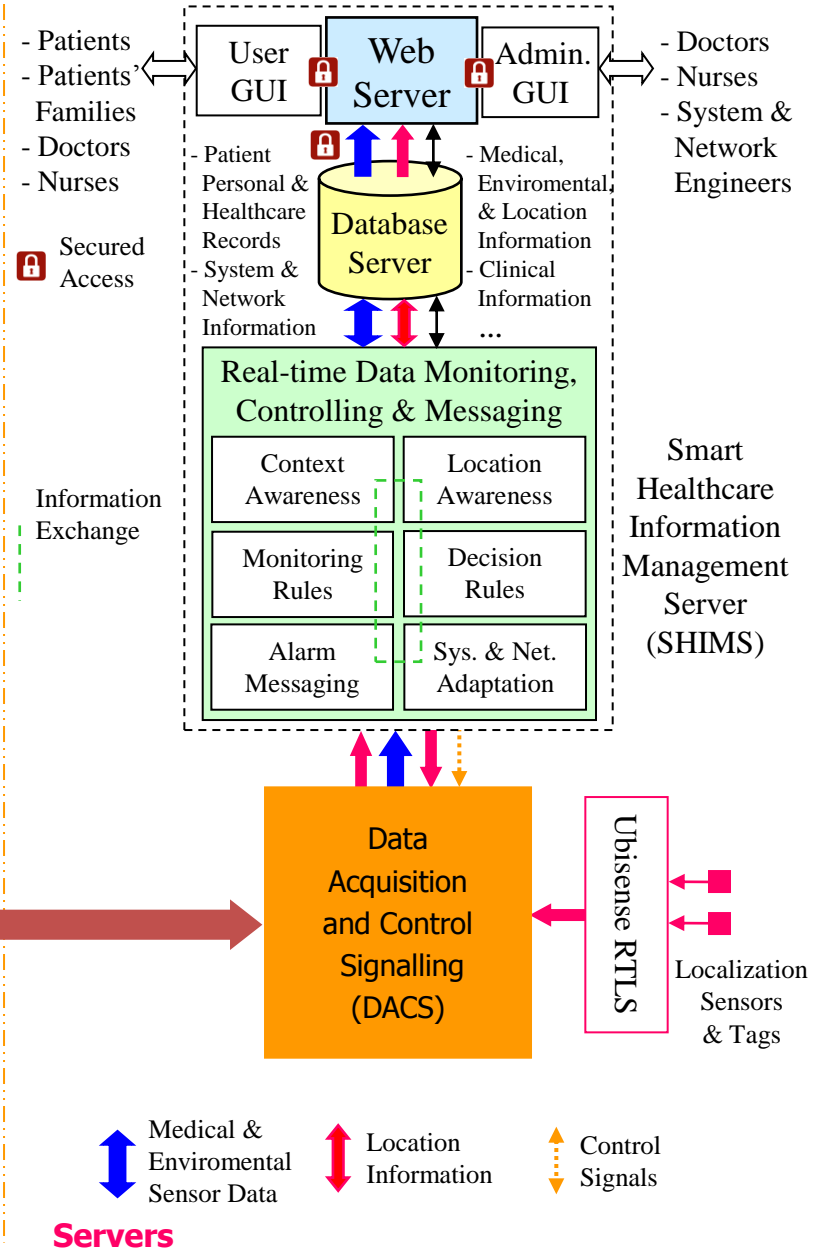 - Patients
- Patients'
Families
- Doctors
- Nurses
User
GUI
Web
Server
Admin.
GUI
- Doctors
- Nurses
- System &
Network
Engineers
Secured
Access
- Patient
Personal &
Healthcare
Records
- System &
Network
Information
Database
Server
- Medical,
Enviromental,
& Location
Information
- Clinical
Information
...
Real-time Data Monitoring,
Controlling & Messaging
Context
Awareness
Location
Awareness
Monitoring
Rules
Decision
Rules
Alarm
Messaging
Sys. & Net.
Adaptation
Information
Exchange
Smart
Healthcare
Information
Management
Server
(SHIMS)
Data
Acquisition
and Control
Signalling
(DACS)
Ubisense RTLS
Localization
Sensors
& Tags
Medical &
Enviromental
Sensor Data
Location
Information
Control
Signals
Servers